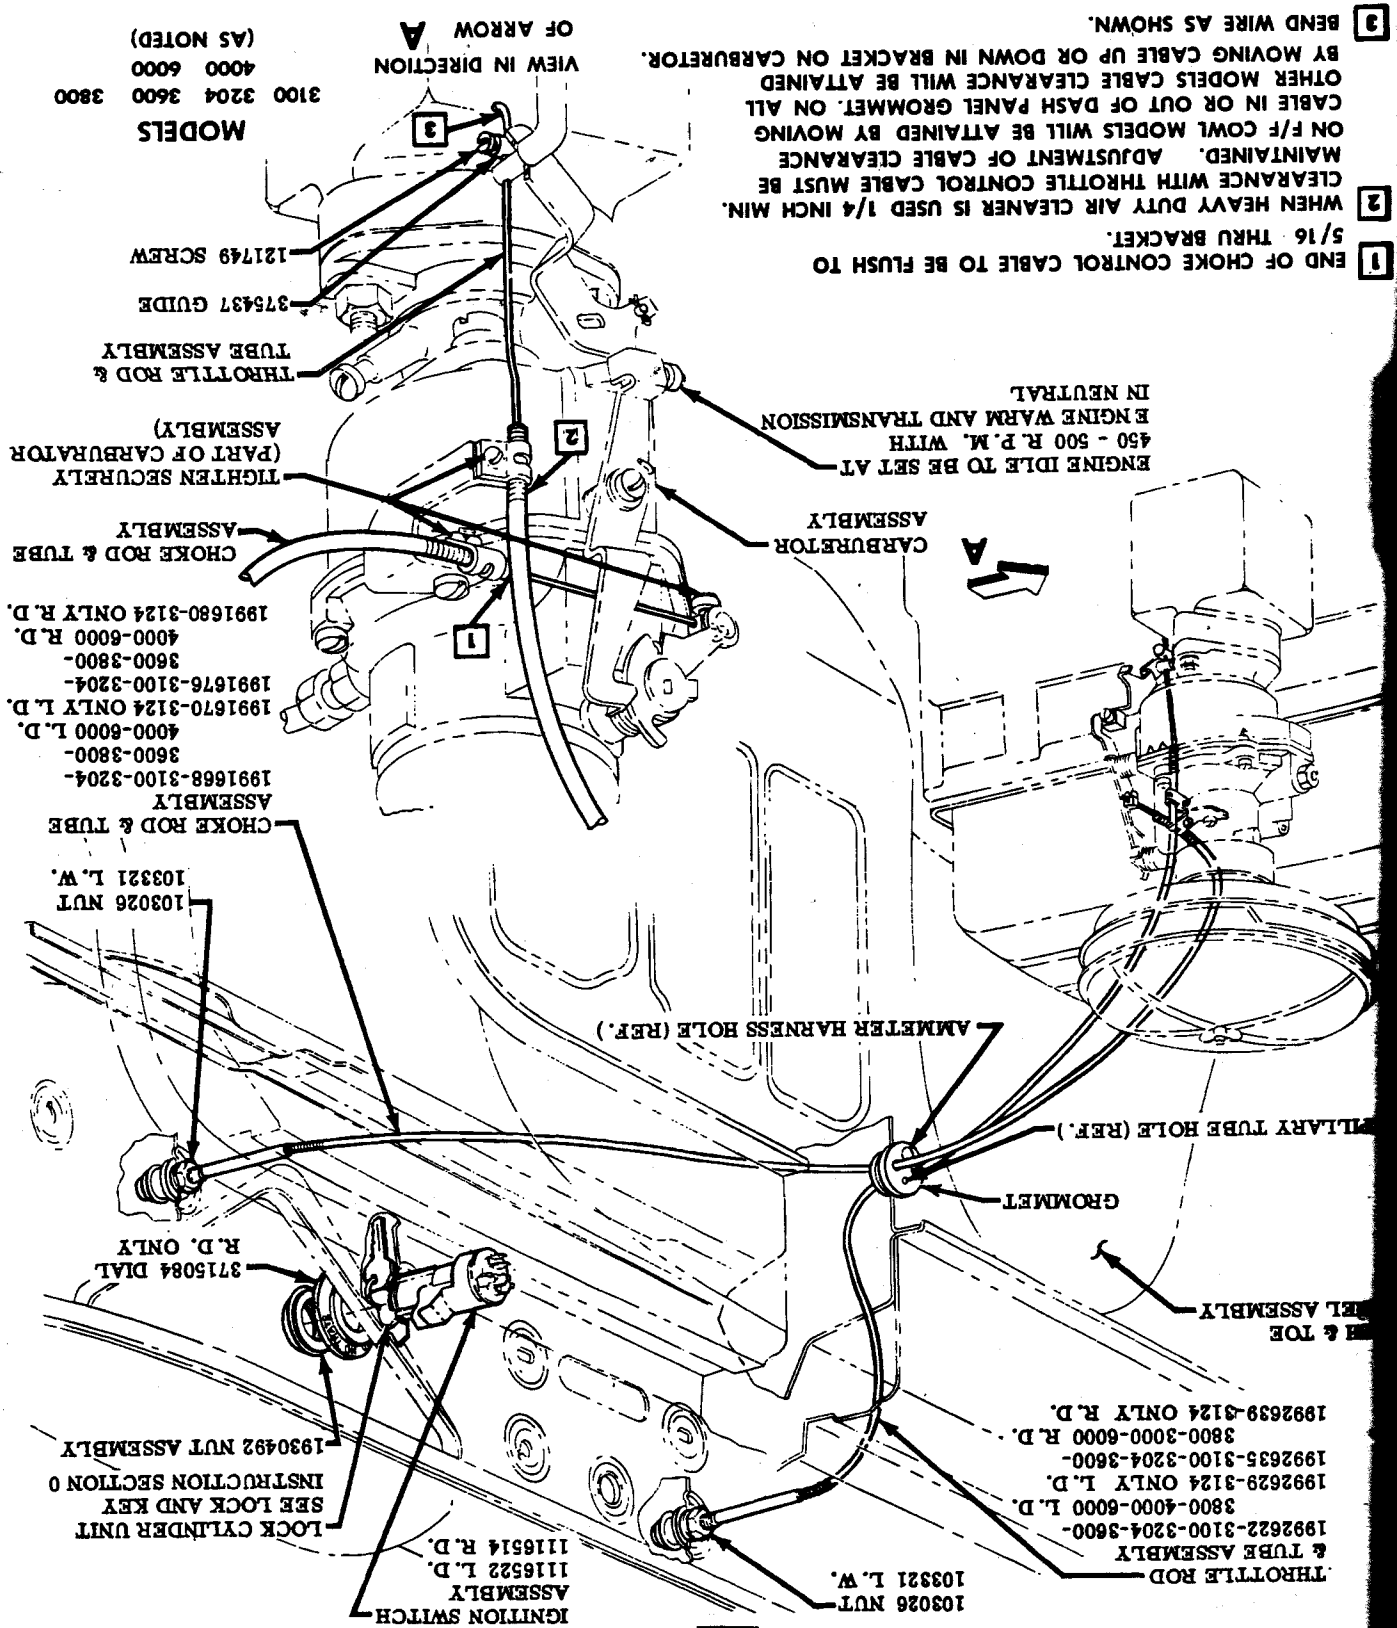 THROTTLE ROD
& TUBE ASSEMBLY
1992622-3100-3204-3600-
3800-4000-6000 L.D.
1992629-3124 ONLY L.D.
1992635-3100-3204-3600-
3800-3000-6000 R.D.
1992639-3124 ONLY R.D.
103026 NUT
103321 L.W.
IGNITION SWITCH
ASSEMBLY
1116522 L.D.
1116514 R.D.
LOCK CYLINDER UNIT
SEE LOCK AND KEY
INSTRUCTION SECTION 0
1930492 NUT ASSEMBLY
H & TOE
EL ASSEMBLY
3715084 DIAL
R.D. ONLY
GROMMET
PILLARY TUBE HOLE (REF.)
AMMETER HARNESS HOLE (REF.)
103026 NUT
103321 L.W.
CHOKE ROD & TUBE
ASSEMBLY
1991668-3100-3204-
3600-3800-
4000-6000 L.D.
1991670-3124 ONLY L.D.
1991676-3100-3204-
3600-3800-
4000-6000 R.D.
1991680-3124 ONLY R.D.
1
A
CARBURETOR
ASSEMBLY
CHOKE ROD & TUBE
ASSEMBLY
ENGINE IDLE TO BE SET AT
450 - 500 R.P.M. WITH
ENGINE WARM AND TRANSMISSION
IN NEUTRAL
2
TIGHTEN SECURELY
(PART OF CARBURATOR
ASSEMBLY)
THROTTLE ROD &
TUBE ASSEMBLY
375437 GUIDE
121749 SCREW
1 END OF CHOKE CONTROL CABLE TO BE FLUSH TO
5/16 THRU BRACKET.
2 WHEN HEAVY DUTY AIR CLEANER IS USED 1/4 INCH MIN.
CLEARANCE WITH THROTTLE CONTROL CABLE MUST BE
MAINTAINED. ADJUSTMENT OF CABLE CLEARANCE
ON F/F COWL MODELS WILL BE ATTAINED BY MOVING
CABLE IN OR OUT OF DASH PANEL GROMMET. ON ALL
OTHER MODELS CABLE CLEARANCE WILL BE ATTAINED
BY MOVING CABLE UP OR DOWN IN BRACKET ON CARBURETOR.
3 BEND WIRE AS SHOWN.
3
VIEW IN DIRECTION
OF ARROW A
MODELS
3100 3204 3600 3800
4000 6000
(AS NOTED)